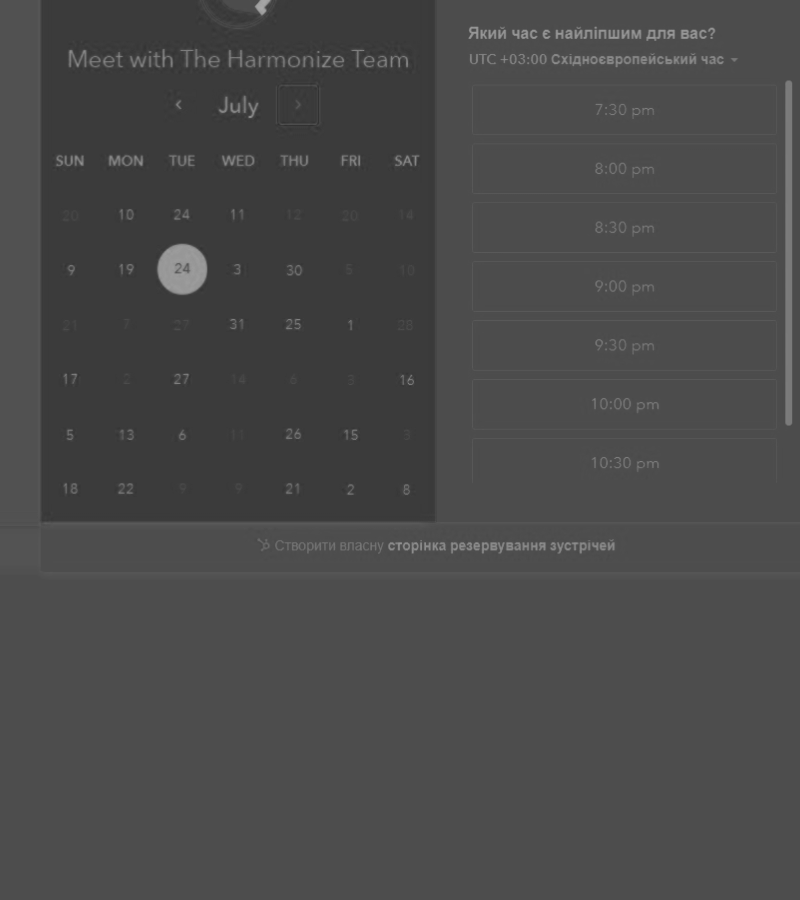 Meet with The Harmonize Team
July
SUN MON TUE WED THU FRI SAT
20 10 24 11 12 20 14
9 19 24 3 30 5 10
21 7 27 31 25 1 28
17 2 27 14 6 3 16
5 13 6 11 26 15 3
18 22 9 9 21 2 8
Який час є найліпшим для вас?
UTC +03:00 Східноєвропейський час
7:30 pm
8:00 pm
8:30 pm
9:00 pm
9:30 pm
10:00 pm
10:30 pm
Створити власну сторінка резервування зустрічей